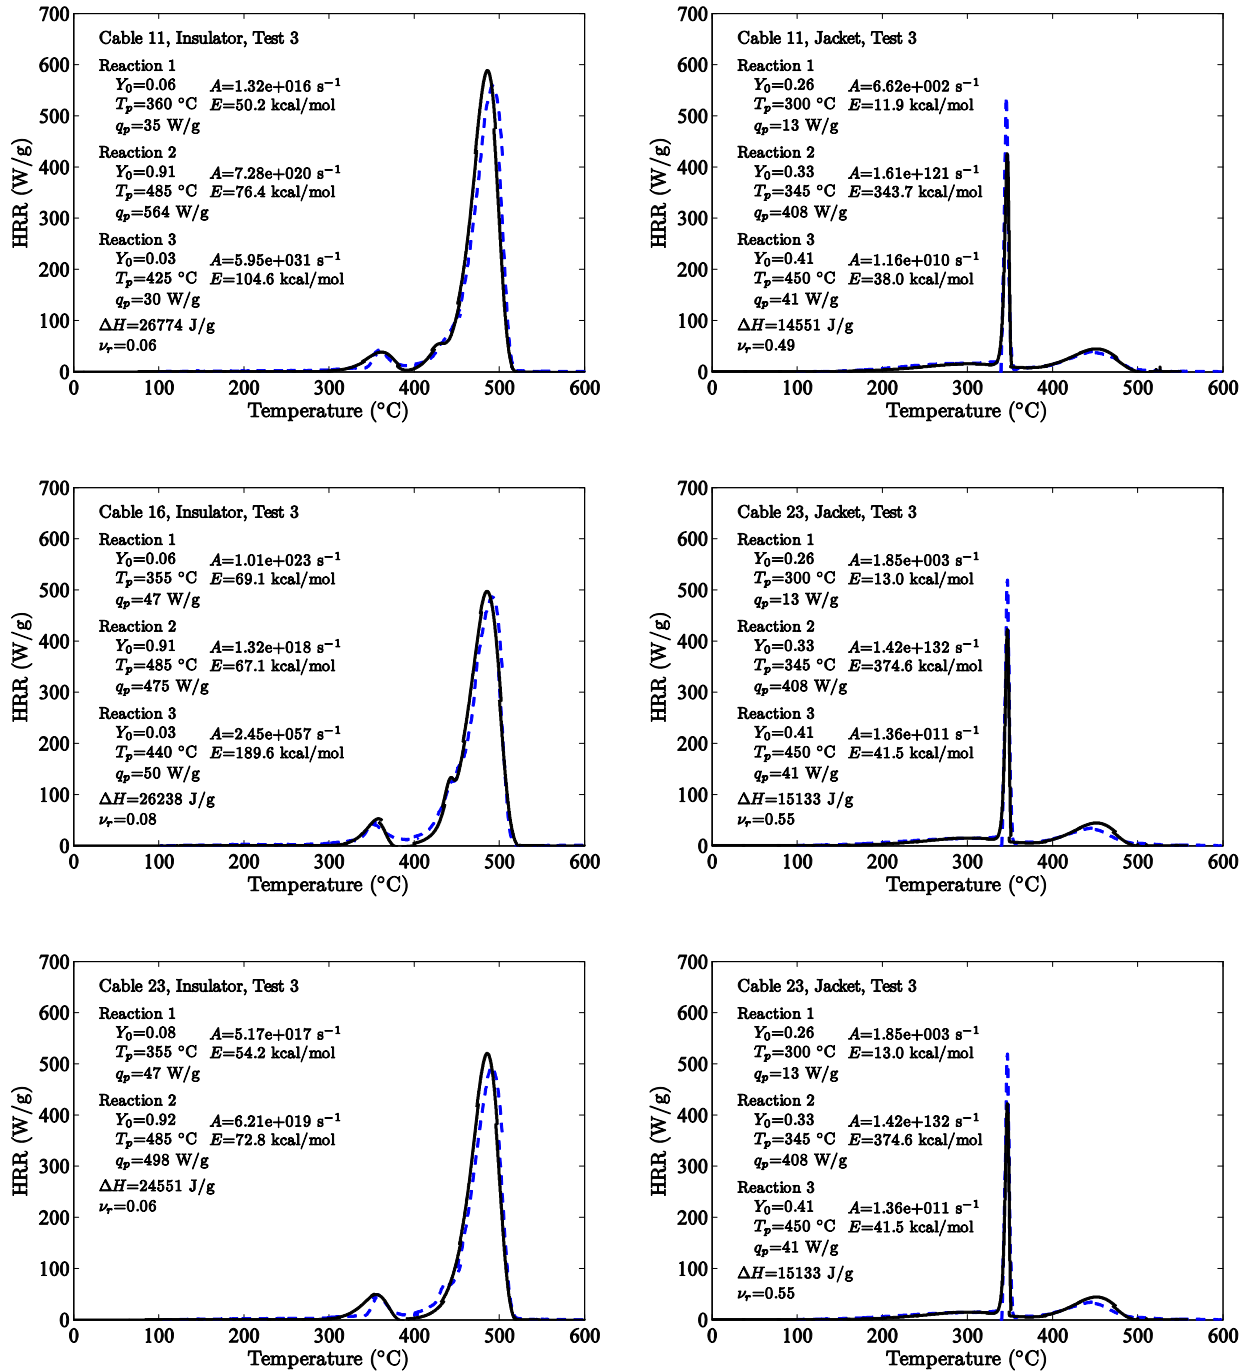 Cable 11, Insulator, Test 3
Reaction 1
Y0=0.06 A=1.32e+016 s−1
Tp=360 °C E=50.2 kcal/mol
qp=35 W/g
Reaction 2
Y0=0.91 A=7.28e+020 s−1
Tp=485 °C E=76.4 kcal/mol
qp=564 W/g
Reaction 3
Y0=0.03 A=5.95e+031 s−1
Tp=425 °C E=104.6 kcal/mol
qp=30 W/g
ΔH=26774 J/g
νr=0.06
HRR (W/g)
700
600
500
400
300
200
100
0
0 100 200 300 400 500 600
Temperature (°C)
Cable 11, Jacket, Test 3
Reaction 1
Y0=0.26 A=6.62e+002 s−1
Tp=300 °C E=11.9 kcal/mol
qp=13 W/g
Reaction 2
Y0=0.33 A=1.61e+121 s−1
Tp=345 °C E=343.7 kcal/mol
qp=408 W/g
Reaction 3
Y0=0.41 A=1.16e+010 s−1
Tp=450 °C E=38.0 kcal/mol
qp=41 W/g
ΔH=14551 J/g
νr=0.49
HRR (W/g)
700
600
500
400
300
200
100
0
0 100 200 300 400 500 600
Temperature (°C)
Cable 16, Insulator, Test 3
Reaction 1
Y0=0.06 A=1.01e+023 s−1
Tp=355 °C E=69.1 kcal/mol
qp=47 W/g
Reaction 2
Y0=0.91 A=1.32e+018 s−1
Tp=485 °C E=67.1 kcal/mol
qp=475 W/g
Reaction 3
Y0=0.03 A=2.45e+057 s−1
Tp=440 °C E=189.6 kcal/mol
qp=50 W/g
ΔH=26238 J/g
νr=0.08
HRR (W/g)
700
600
500
400
300
200
100
0
0 100 200 300 400 500 600
Temperature (°C)
Cable 23, Jacket, Test 3
Reaction 1
Y0=0.26 A=1.85e+003 s−1
Tp=300 °C E=13.0 kcal/mol
qp=13 W/g
Reaction 2
Y0=0.33 A=1.42e+132 s−1
Tp=345 °C E=374.6 kcal/mol
qp=408 W/g
Reaction 3
Y0=0.41 A=1.36e+011 s−1
Tp=450 °C E=41.5 kcal/mol
qp=41 W/g
ΔH=15133 J/g
νr=0.55
HRR (W/g)
700
600
500
400
300
200
100
0
0 100 200 300 400 500 600
Temperature (°C)
Cable 23, Insulator, Test 3
Reaction 1
Y0=0.08 A=5.17e+017 s−1
Tp=355 °C E=54.2 kcal/mol
qp=47 W/g
Reaction 2
Y0=0.92 A=6.21e+019 s−1
Tp=485 °C E=72.8 kcal/mol
qp=498 W/g
ΔH=24551 J/g
νr=0.06
HRR (W/g)
700
600
500
400
300
200
100
0
0 100 200 300 400 500 600
Temperature (°C)
Cable 23, Jacket, Test 3
Reaction 1
Y0=0.26 A=1.85e+003 s−1
Tp=300 °C E=13.0 kcal/mol
qp=13 W/g
Reaction 2
Y0=0.33 A=1.42e+132 s−1
Tp=345 °C E=374.6 kcal/mol
qp=408 W/g
Reaction 3
Y0=0.41 A=1.36e+011 s−1
Tp=450 °C E=41.5 kcal/mol
qp=41 W/g
ΔH=15133 J/g
νr=0.55
HRR (W/g)
700
600
500
400
300
200
100
0
0 100 200 300 400 500 600
Temperature (°C)